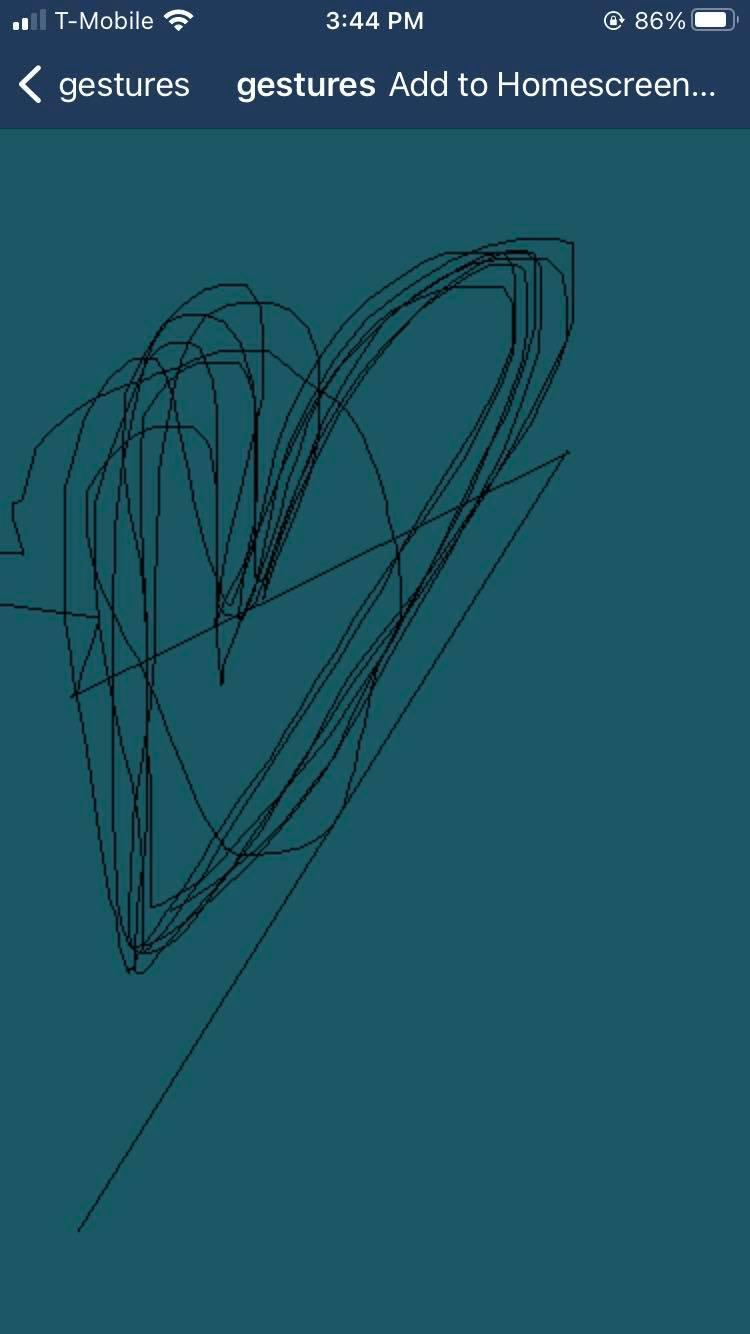 T-Mobile 3:44 PM 86%
gestures gestures Add to Homescreen...